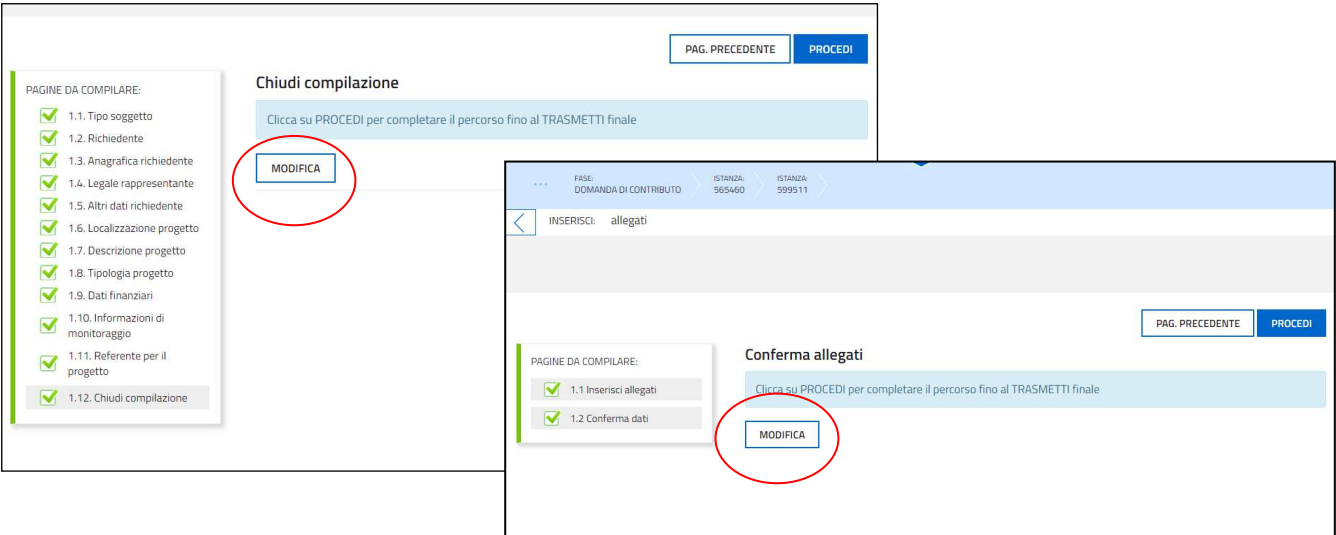 PAG. PRECEDENTE
PROCEDI
PAGINE DA COMPILARE:
1.1. Tipo soggetto
1.2. Richiedente
1.3. Anagrafica richiedente
1.4. Legale rappresentante
1.5. Altri dati richiedente
1.6. Localizzazione progetto
1.7. Descrizione progetto
1.8. Tipologia progetto
1.9. Dati finanziari
1.10. Informazioni di
monitoraggio
1.11. Referente per il
progetto
1.12. Chiudi compilazione
Chiudi compilazione
Clicca su PROCEDI per completare il percorso fino al TRASMETTI finale
MODIFICA
...
FASE:
DOMANDA DI CONTRIBUTO
ISTANZA:
565460
ISTANZA:
599511
INSERISCI: allegati
PAG. PRECEDENTE
PROCEDI
PAGINE DA COMPILARE:
1.1 Inserisci allegati
1.2 Conferma dati
Conferma allegati
Clicca su PROCEDI per completare il percorso fino al TRASMETTI finale
MODIFICA